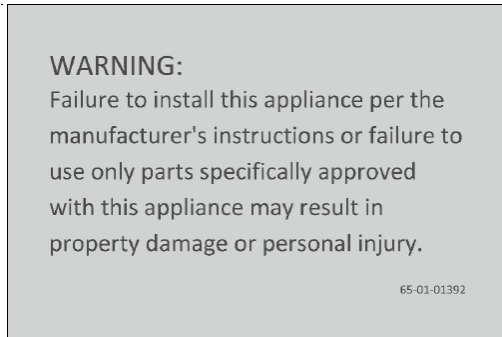 WARNING:
Failure to install this appliance per the
manufacturer's instructions or failure to
use only parts specifically approved
with this appliance may result in
property damage or personal injury.
65-01-01392